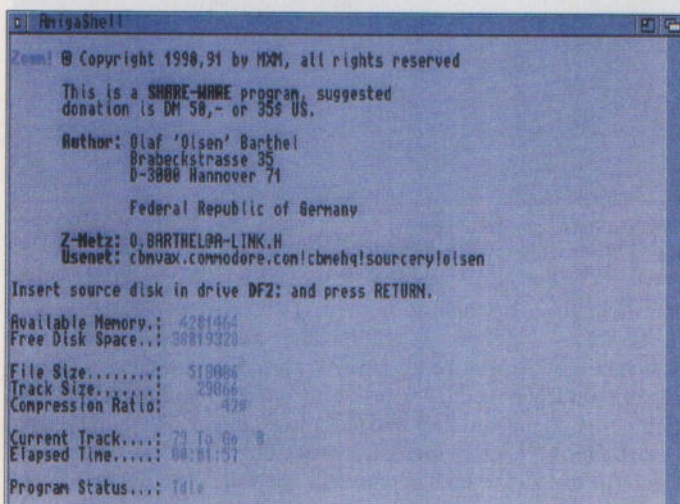 AmigaShell
Zoom! © Copyright 1990,91 by MXM, all rights reserved
This is a SHARE-WARE program, suggested
donation is DM 50,- or 35$ US.
Author: Olaf 'Olsen' Barthel
Brabeckstrasse 35
D-3000 Hannover 71
Federal Republic of Germany
Z-Netz: O.BARTHEL@A-LINK.H
Usenet: cbmvax.commodore.com!cbmehq!sourcery!olsen
Insert source disk in drive DF2: and press RETURN.
Available Memory.: 4281464
Free Disk Space..: 38819328
File Size........:
Track Size.......:
Compression Ratio:
Current Track....: 79 To Go 0
Elapsed Time.....: 00:01:57
Program Status...: Idle